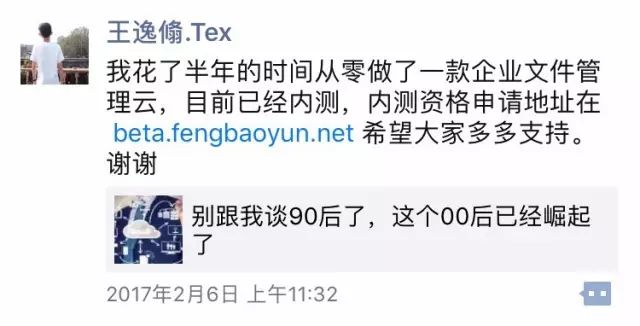 王逸翛.Tex
我花了半年的时间从零做了一款企业文件管
理云，目前已经内测，内测资格申请地址在
beta.fengbaoyun.net 希望大家多多支持。
谢谢
别跟我谈90后了，这个00后已经崛起
了
2017年2月6日 上午11:32